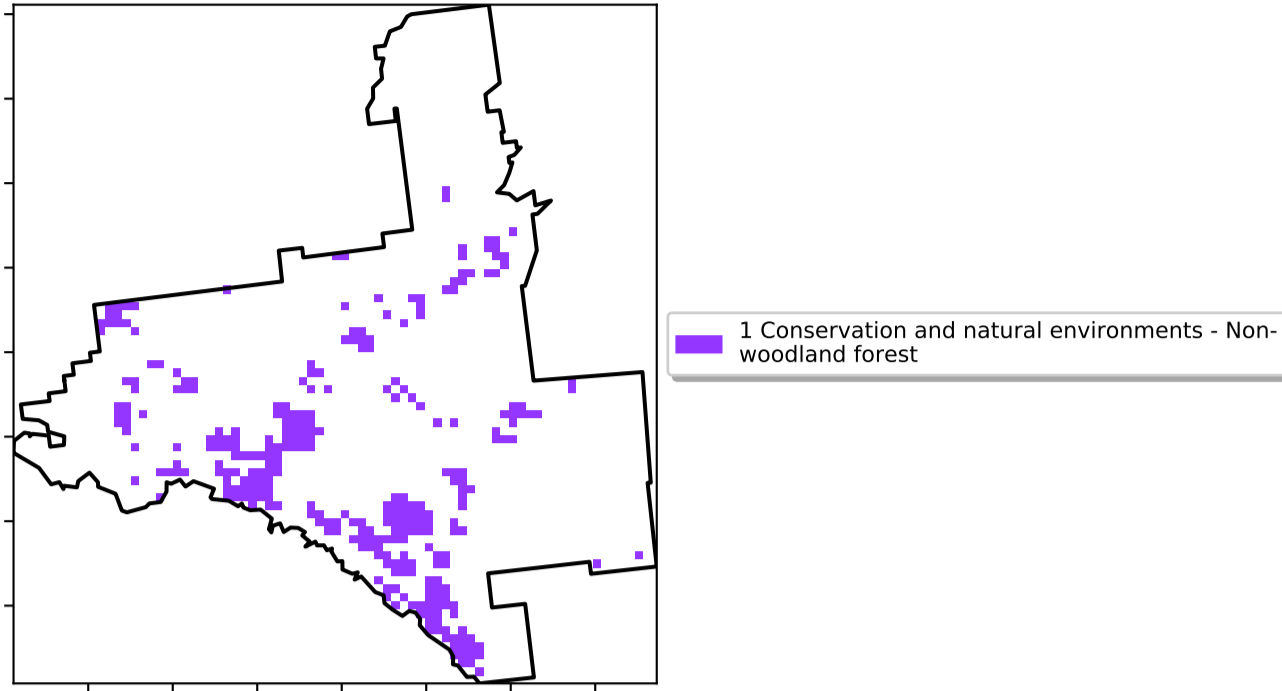 1 Conservation and natural environments - Non-
woodland forest